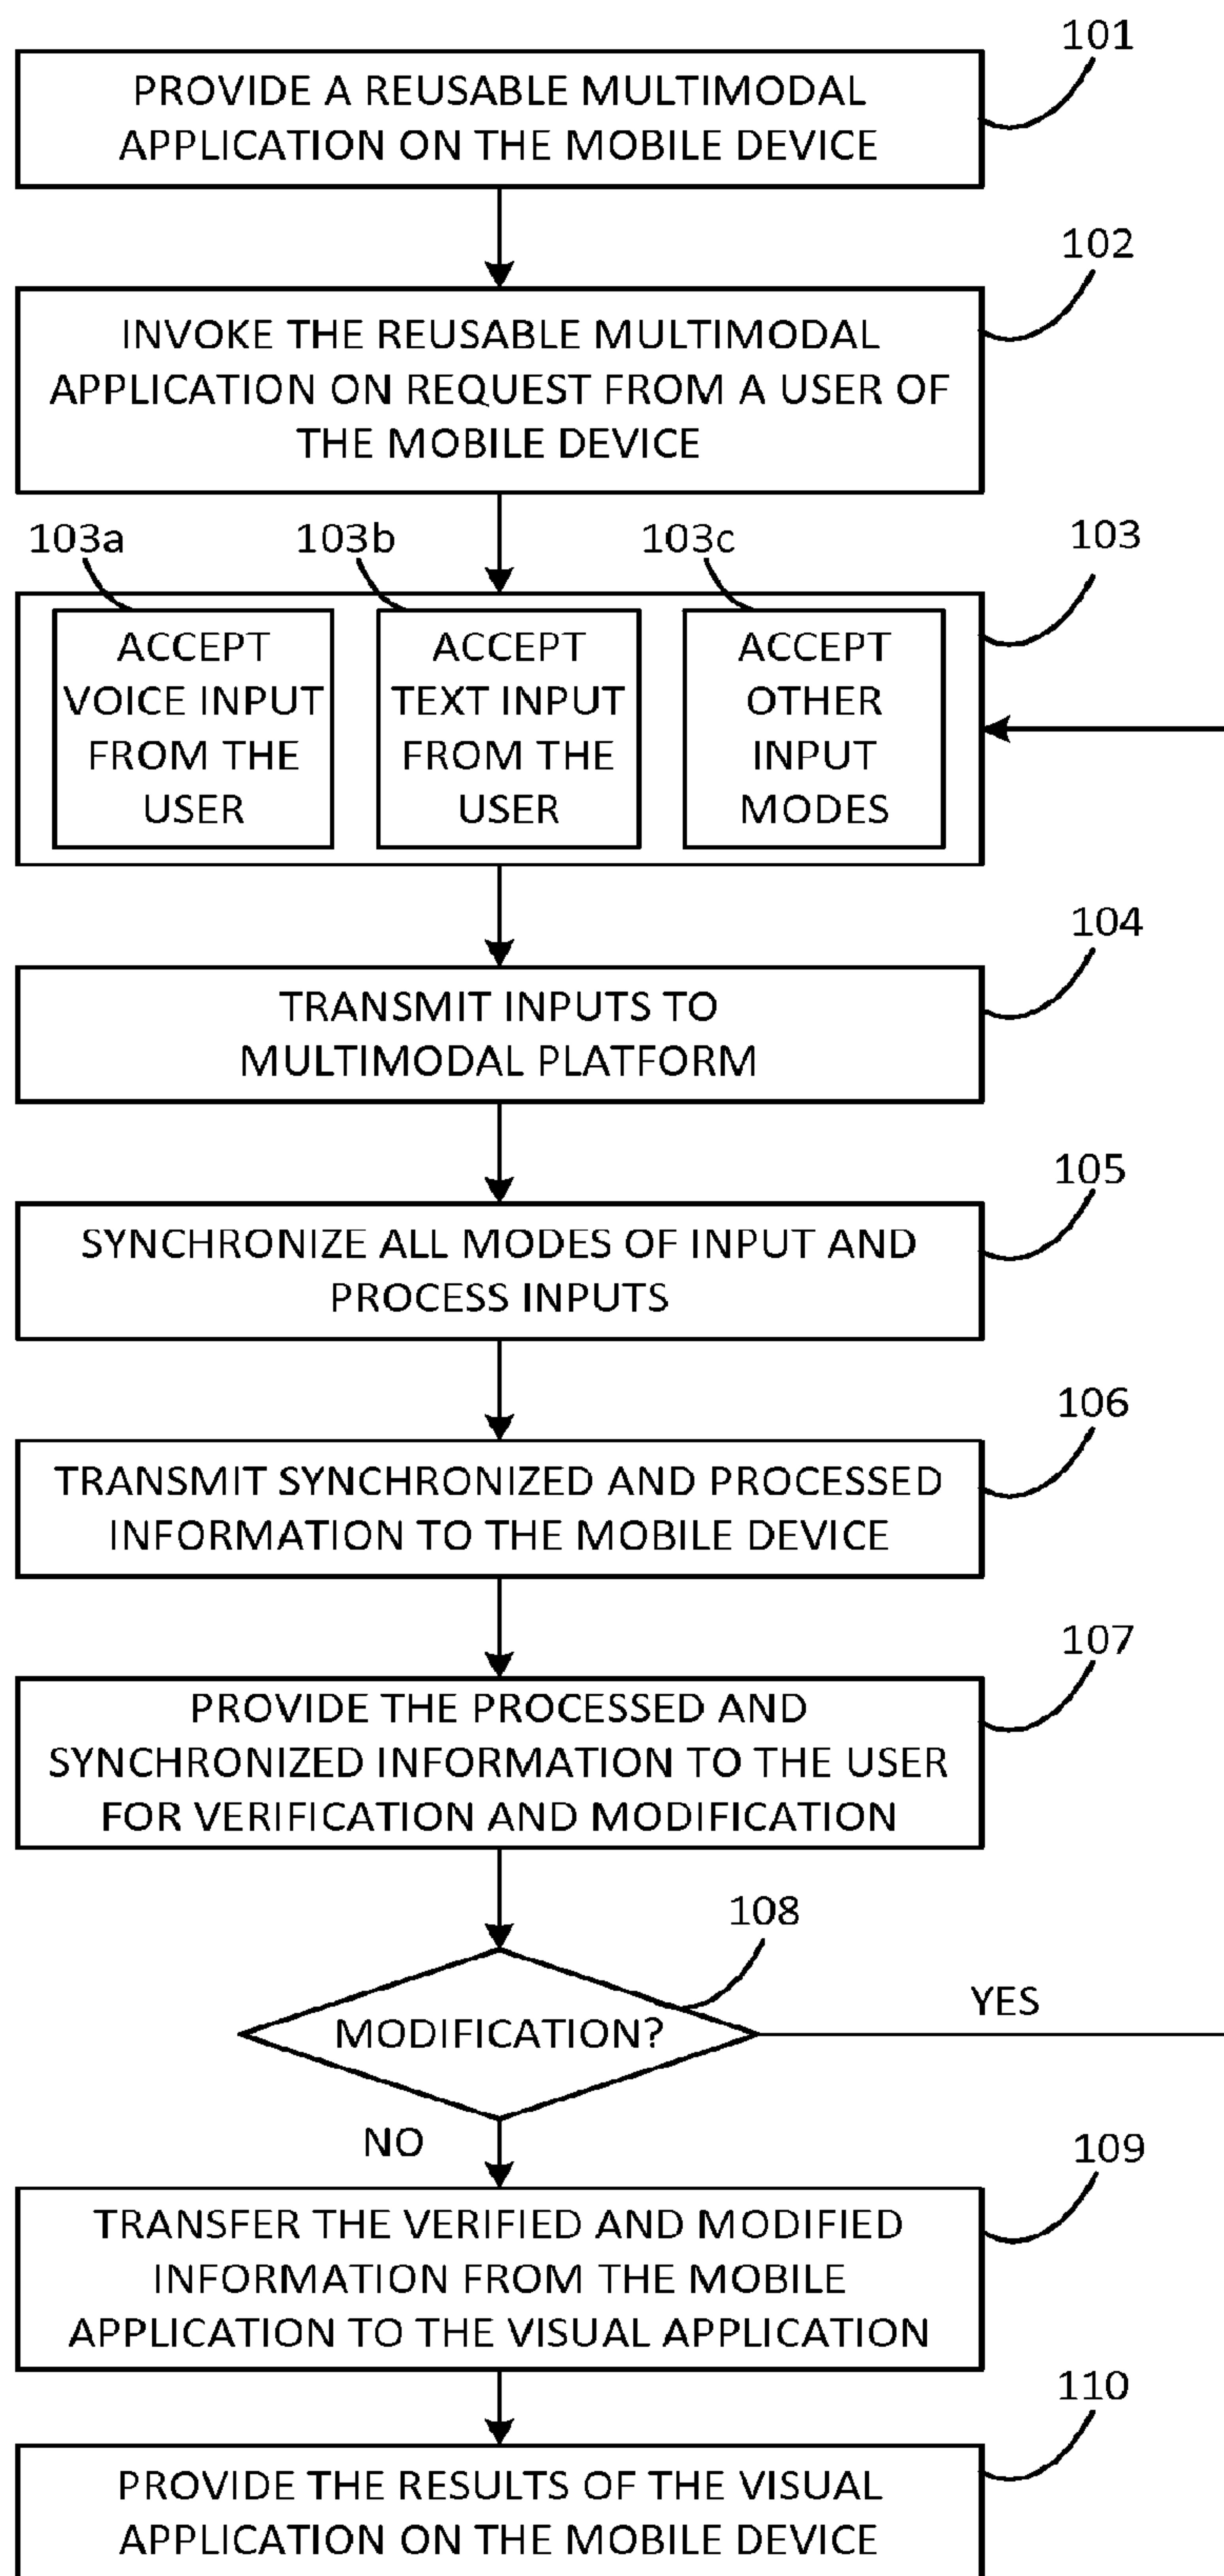 101
PROVIDE A REUSABLE MULTIMODAL
APPLICATION ON THE MOBILE DEVICE
102
INVOKE THE REUSABLE MULTIMODAL
APPLICATION ON REQUEST FROM A USER OF
THE MOBILE DEVICE
103a
103b
103c
103
ACCEPT
VOICE INPUT
FROM THE
USER
ACCEPT
TEXT INPUT
FROM THE
USER
ACCEPT
OTHER
INPUT
MODES
104
TRANSMIT INPUTS TO
MULTIMODAL PLATFORM
105
SYNCHRONIZE ALL MODES OF INPUT AND
PROCESS INPUTS
106
TRANSMIT SYNCHRONIZED AND PROCESSED
INFORMATION TO THE MOBILE DEVICE
107
PROVIDE THE PROCESSED AND
SYNCHRONIZED INFORMATION TO THE USER
FOR VERIFICATION AND MODIFICATION
108
MODIFICATION?
YES
NO
109
TRANSFER THE VERIFIED AND MODIFIED
INFORMATION FROM THE MOBILE
APPLICATION TO THE VISUAL APPLICATION
110
PROVIDE THE RESULTS OF THE VISUAL
APPLICATION ON THE MOBILE DEVICE